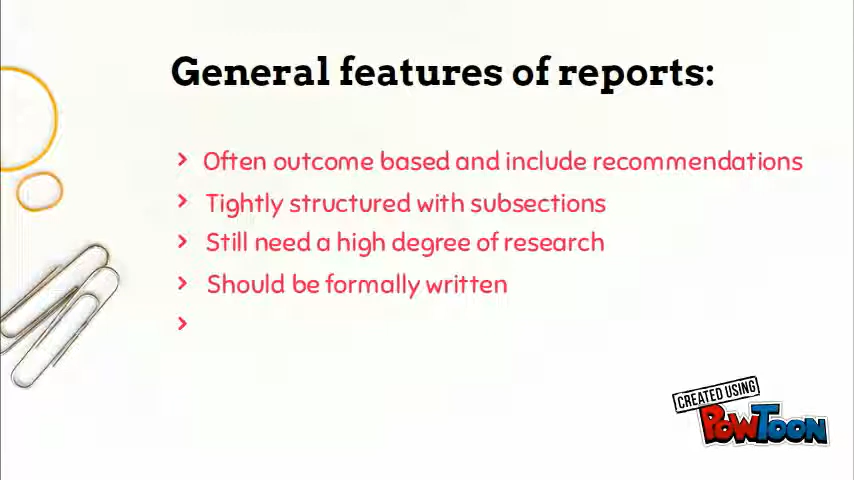 General features of reports:
Often outcome based and include recommendations
Tightly structured with subsections
Still need a high degree of research
Should be formally written
CREATED USING
POWTOON